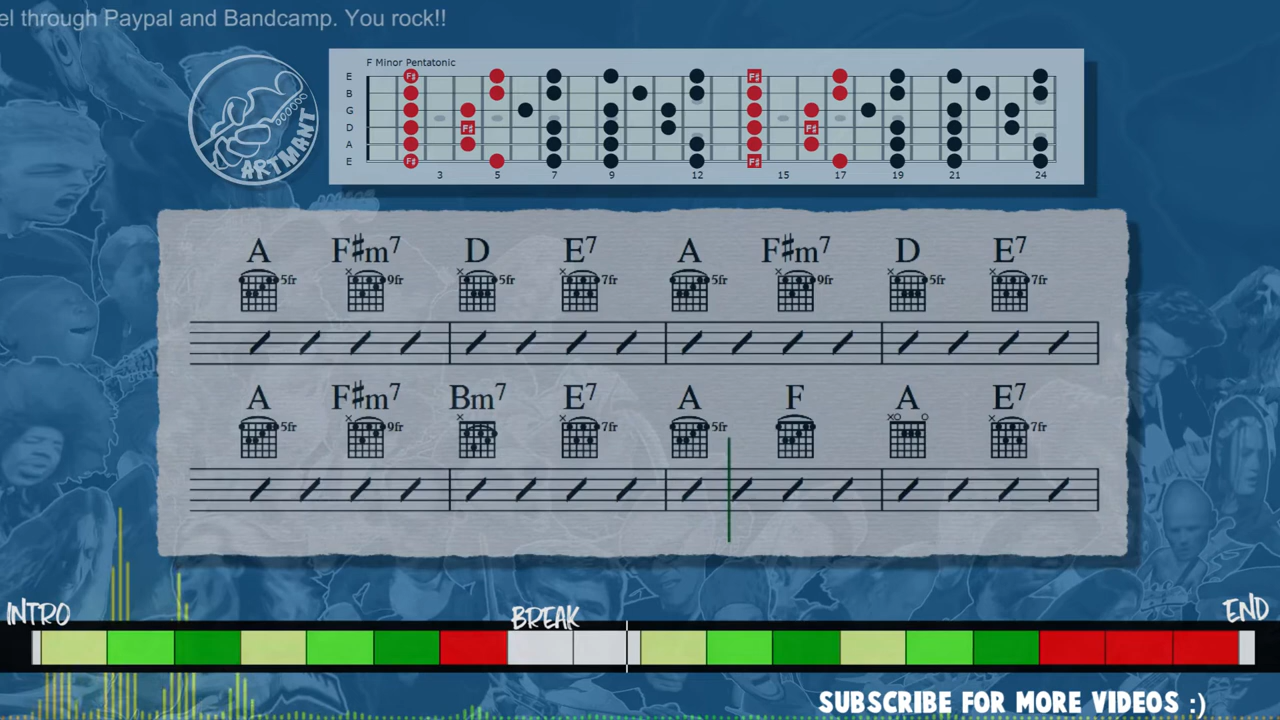 el through Paypal and Bandcamp. You rock!!
ARTMANT
F Minor Pentatonic
E F♯ F♯
B
G
D F♯ F♯
A
E F♯ F♯
3 5 7 9 12 15 17 19 21 24
A F♯m7 D E7 A F♯m7 D E7
5fr 9fr 5fr 7fr 5fr 9fr 5fr 7fr
A F♯m7 Bm7 E7 A F A E7
5fr 9fr 7fr 5fr 7fr
INTRO BREAK END
SUBSCRIBE FOR MORE VIDEOS :)